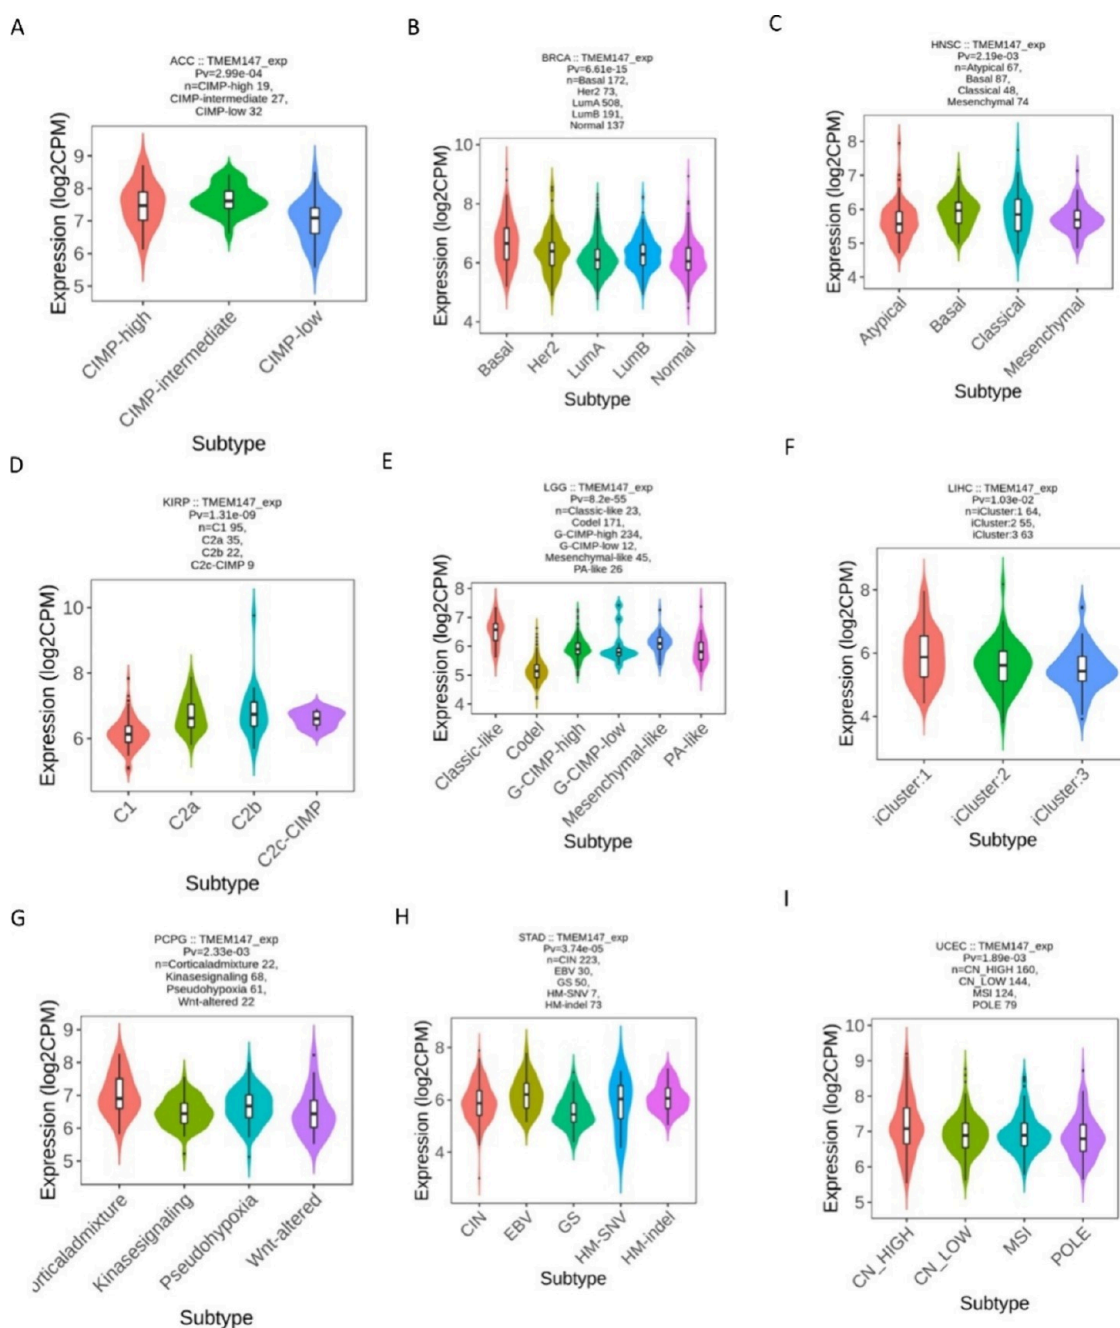 A
ACC :: TMEM147_exp
Pv=2.99e-04
n=CIMP-high 19,
CIMP-intermediate 27,
CIMP-low 32
Expression (log2CPM)
9
8
7
6
5
CIMP-high
CIMP-intermediate
CIMP-low
Subtype
B
BRCA :: TMEM147_exp
Pv=6.61e-15
n=Basal 172,
Her2 73,
LumA 508,
LumB 191,
Normal 137
Expression (log2CPM)
10
8
6
4
Basal
Her2
LumA
LumB
Normal
Subtype
C
HNSC :: TMEM147_exp
Pv=2.19e-03
n=Atypical 67,
Basal 87,
Classical 48,
Mesenchymal 74
Expression (log2CPM)
8
7
6
5
4
Atypical
Basal
Classical
Mesenchymal
Subtype
D
KIRP :: TMEM147_exp
Pv=1.31e-09
n=C1 95,
C2a 35,
C2b 22,
C2c-CIMP 9
Expression (log2CPM)
10
8
6
C1
C2a
C2b
C2c-CIMP
Subtype
E
LGG :: TMEM147_exp
Pv=8.2e-55
n=Classic-like 23,
Codel 171,
G-CIMP-high 234,
G-CIMP-low 12,
Mesenchymal-like 45,
PA-like 26
Expression (log2CPM)
8
7
6
5
4
Classic-like
Codel
G-CIMP-high
G-CIMP-low
Mesenchymal-like
PA-like
Subtype
F
LIHC :: TMEM147_exp
Pv=1.03e-02
n=iCluster:1 64,
iCluster:2 55,
iCluster:3 63
Expression (log2CPM)
8
6
4
iCluster:1
iCluster:2
iCluster:3
Subtype
G
PCPG :: TMEM147_exp
Pv=2.33e-03
n=Corticaladmixture 22,
Kinasesignaling 68,
Pseudohypoxia 61,
Wnt-altered 22
Expression (log2CPM)
9
8
7
6
5
orticaladmixture
Kinasesignaling
Pseudohypoxia
Wnt-altered
Subtype
H
STAD :: TMEM147_exp
Pv=3.74e-05
n=CIN 223,
EBV 30,
GS 50,
HM-SNV 7,
HM-indel 73
Expression (log2CPM)
8
6
4
CIN
EBV
GS
HM-SNV
HM-indel
Subtype
I
UCEC :: TMEM147_exp
Pv=1.89e-03
n=CN_HIGH 160,
CN_LOW 144,
MSI 124,
POLE 79
Expression (log2CPM)
10
9
8
7
6
5
CN_HIGH
CN_LOW
MSI
POLE
Subtype